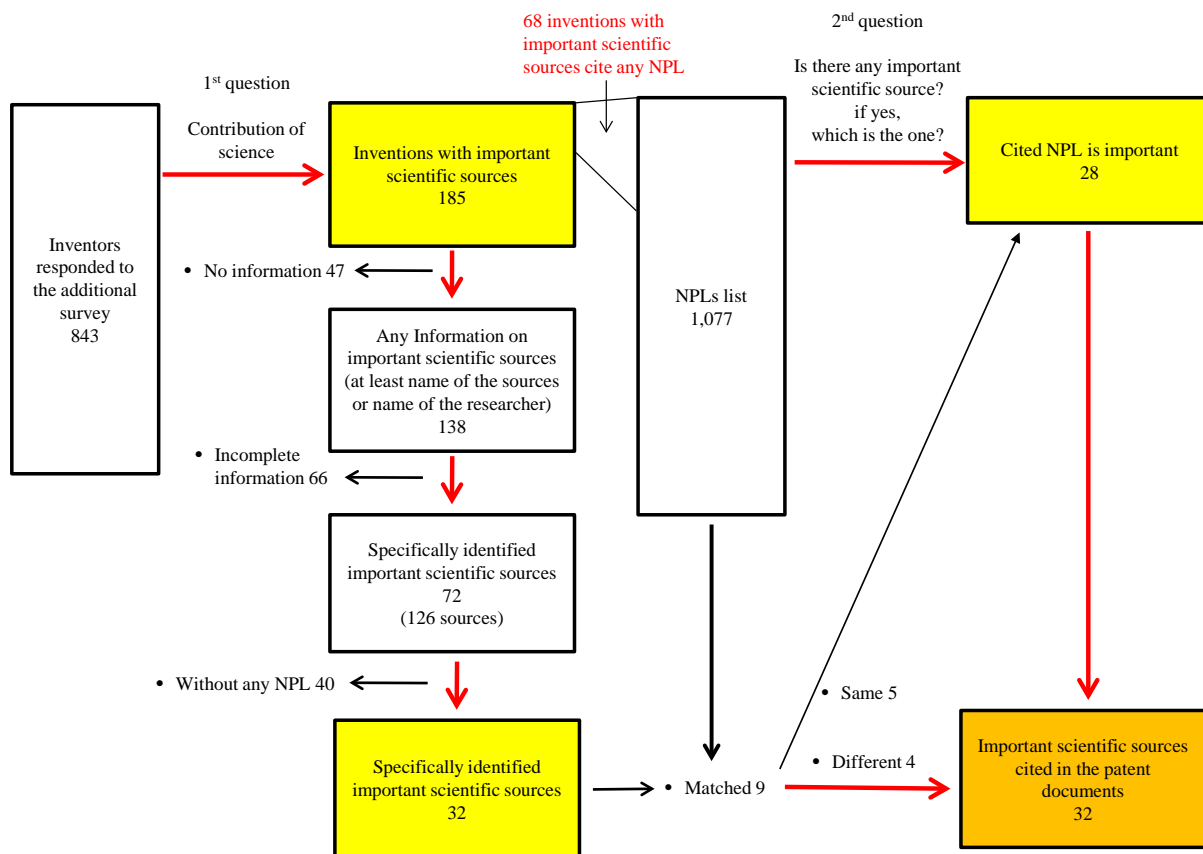 68 inventions with
important scientific
sources cite any NPL
2nd question
Is there any important
scientific source?
if yes,
which is the one?
1st question
Contribution of
science
Inventors
responded to
the additional
survey
843
Inventions with important
scientific sources
185
NPLs list
1,077
Cited NPL is important
28
• No information 47
Any Information on
important scientific sources
(at least name of the sources
or name of the researcher)
138
• Incomplete
information 66
Specifically identified
important scientific sources
72
(126 sources)
• Without any NPL 40
Specifically identified
important scientific sources
32
• Matched 9
• Same 5
• Different 4
Important scientific sources
cited in the patent
documents
32